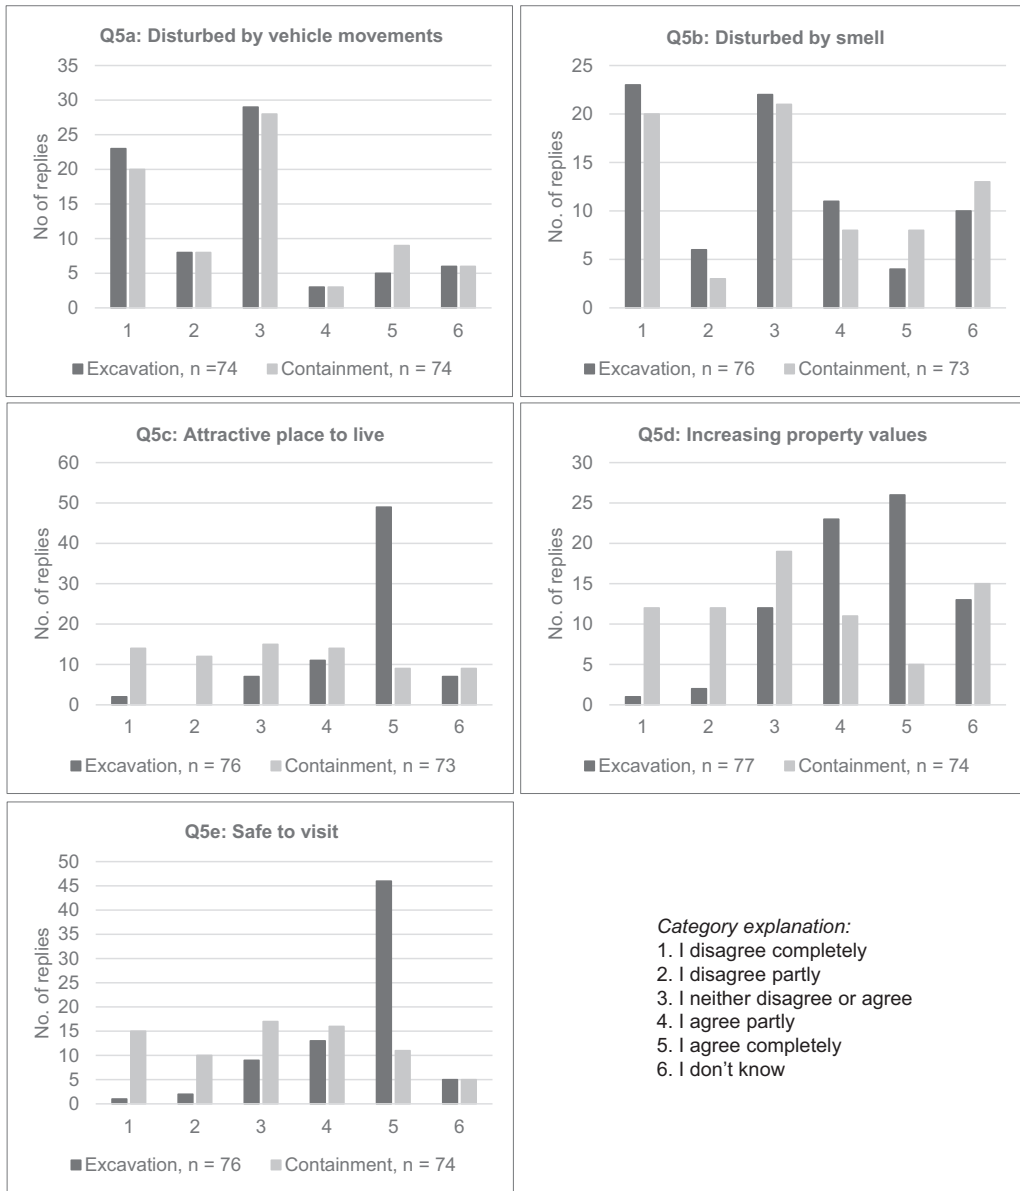 Q5a: Disturbed by vehicle movements
35
30
25
20
15
10
5
0
No of replies
1 2 3 4 5 6
Excavation, n =74 Containment, n = 74
Q5b: Disturbed by smell
25
20
15
10
5
0
No. of replies
1 2 3 4 5 6
Excavation, n = 76 Containment, n = 73
Q5c: Attractive place to live
60
50
40
30
20
10
0
No. of replies
1 2 3 4 5 6
Excavation, n = 76 Containment, n = 73
Q5d: Increasing property values
30
25
20
15
10
5
0
No. of replies
1 2 3 4 5 6
Excavation, n = 77 Containment, n = 74
Q5e: Safe to visit
50
45
40
35
30
25
20
15
10
5
0
No. of replies
1 2 3 4 5 6
Excavation, n = 76 Containment, n = 74
Category explanation:
1. I disagree completely
2. I disagree partly
3. I neither disagree or agree
4. I agree partly
5. I agree completely
6. I don't know